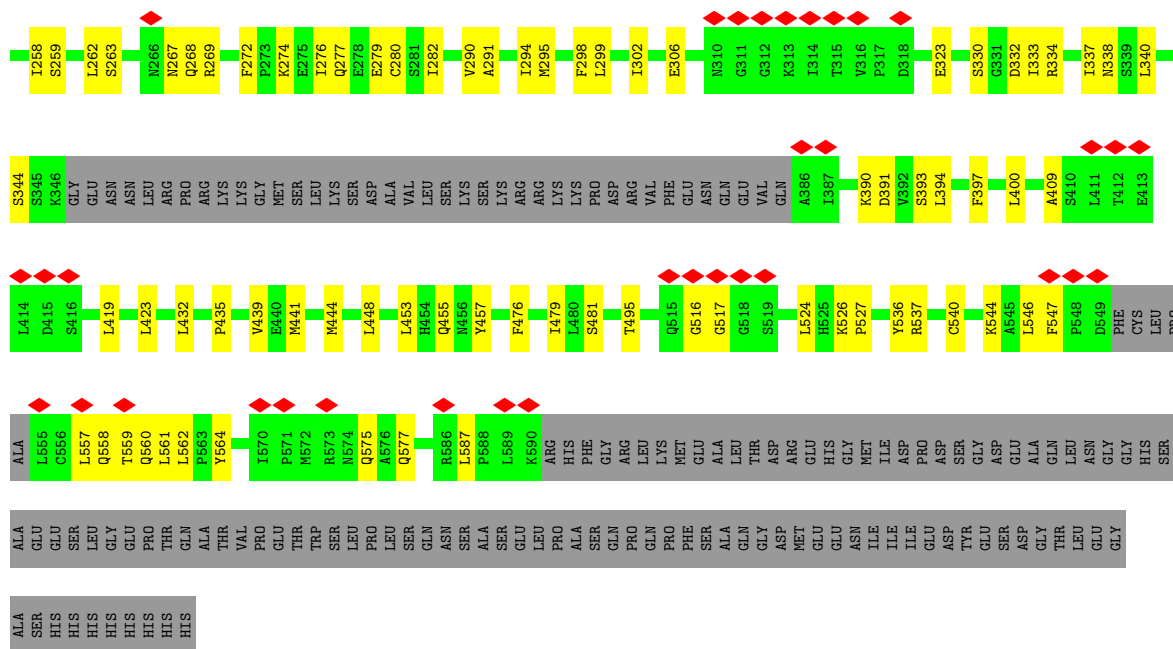 I258 S259 L262 S263 N266 N267 Q268 R269 F272 P273 K274 E275 I276 Q277 E278 E279 C280 S281 I282 V290 A291 I294 M295 F298 L299 I302 E306 N310 G311 G312 K313 I314 T315 V316 P317 D318 E323 S330 G331 D332 I333 R334 I337 N338 S339 L340
S344 S345 K346 GLY GLU ASN ASN LEU ARG PRO ARG LYS LYS GLY MET SER LEU LYS SER ASP ALA VAL LEU SER LYS SER LYS ARG ARG LYS LYS PRO ASP ARG VAL PHE GLU ASN GLN GLU VAL GLN A386 I387 K390 D391 V392 S393 L394 F397 L400 A409 S410 L411 T412 E413
L414 D415 S416 L419 L423 L432 P435 V439 E440 M441 M444 L448 L453 H454 Q455 N456 Y457 F476 I479 L480 S481 T495 Q515 G516 G517 G518 S519 L524 H525 K526 P527 Y536 R537 C540 K544 A545 L546 F547 P548 D549 PHE CYS LEU PRO
ALA L555 C556 L557 Q558 T559 Q560 L561 L562 P563 Y564 I570 P571 M572 R573 N574 Q575 A576 Q577 R586 L587 P588 L589 K590 ARG HIS PHE GLY ARG LEU LYS MET GLU ALA LEU THR ASP ARG GLU HIS GLY MET ILE ASP PRO ASP SER GLY ASP GLU ALA GLN LEU ASN GLY GLY HIS SER
ALA GLU GLU SER LEU GLY GLU PRO THR GLN ALA THR VAL PRO GLU THR TRP SER LEU PRO LEU SER GLN ASN SER ALA SER GLU LEU PRO ALA SER GLN PRO GLN PRO PHE SER ALA GLN GLY ASP MET GLU GLU ASN ILE ILE ILE GLU ASP TYR GLU SER ASP GLY THR LEU GLU GLY
ALA SER HIS HIS HIS HIS HIS HIS HIS HIS